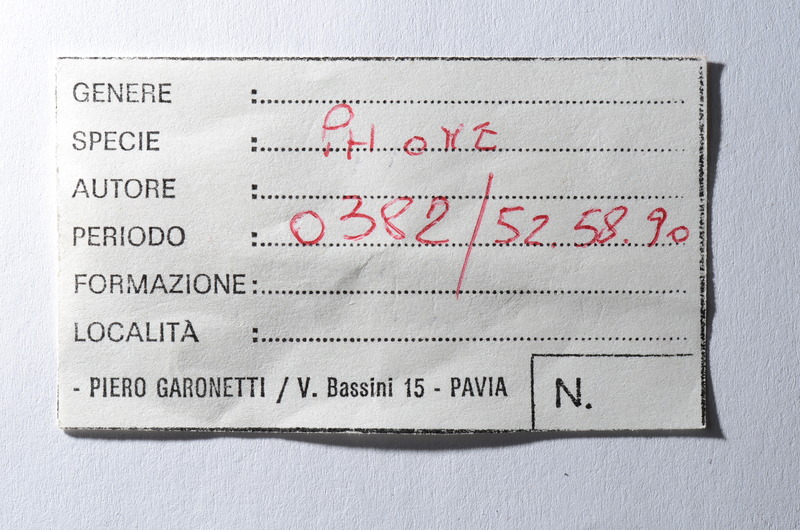 GENERE :
SPECIE : PHONE
AUTORE :
PERIODO : 0382/52.58.90
FORMAZIONE :
LOCALITÀ :
- PIERO GARONETTI / V. Bassini 15 - PAVIA
N.